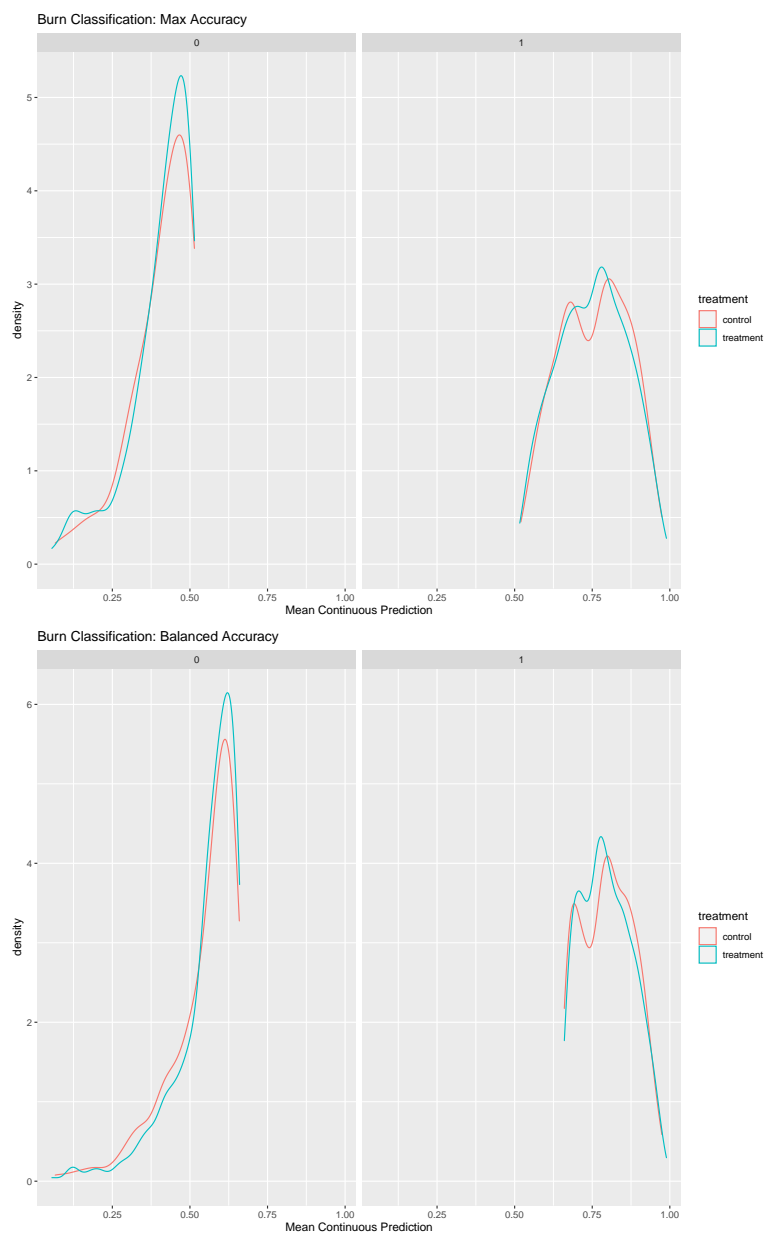 Burn Classification: Max Accuracy
0
1
5
4
3
2
1
0
density
0.25
0.50
0.75
1.00
0.25
0.50
0.75
1.00
Mean Continuous Prediction
treatment
control
treatment
Burn Classification: Balanced Accuracy
0
1
6
4
2
0
density
0.25
0.50
0.75
1.00
0.25
0.50
0.75
1.00
Mean Continuous Prediction
treatment
control
treatment